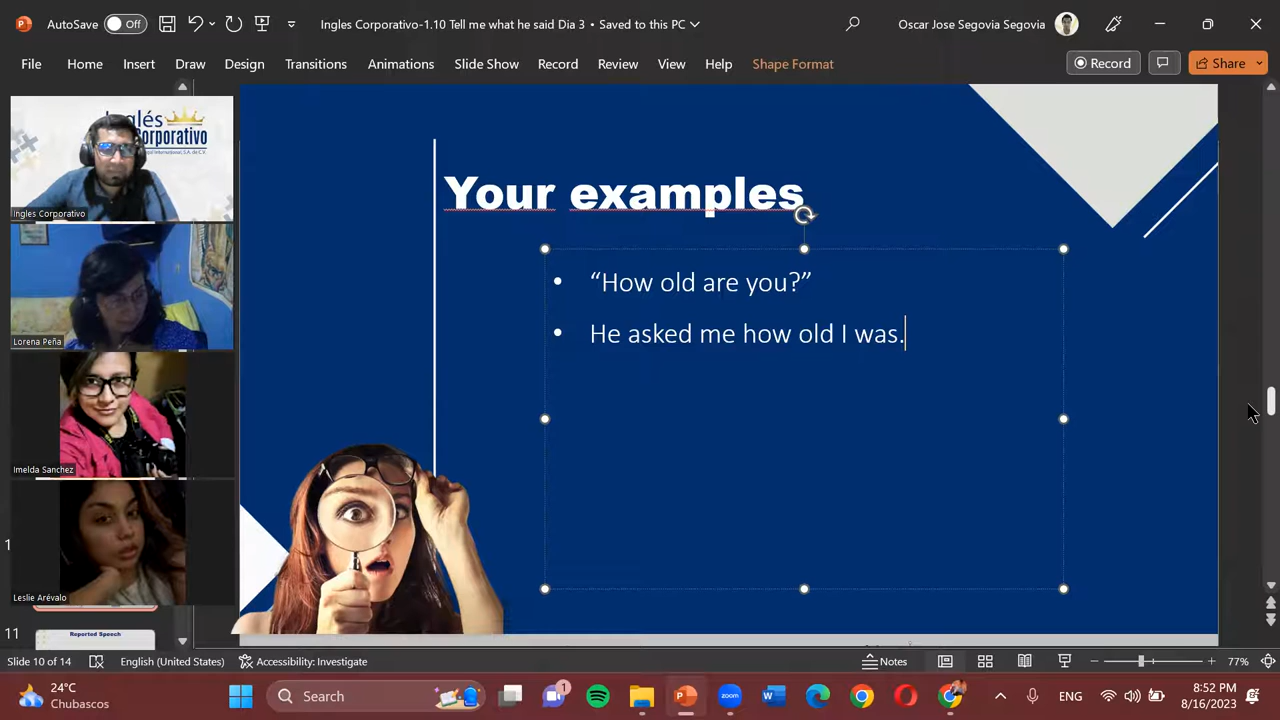 AutoSave Off
Ingles Corporativo-1.10 Tell me what he said Dia 3 • Saved to this PC
Oscar Jose Segovia Segovia
File Home Insert Draw Design Transitions Animations Slide Show Record Review View Help Shape Format
Record
Share
Inglés
Corporativo
Ingles Corporativo
Lorena Peña
Imelda Sanchez
Leslie Arévalo
Your examples
• “How old are you?”
• He asked me how old I was.
1
11
Reported Speech
Slide 10 of 14
English (United States)
Accessibility: Investigate
Notes
77%
24°C
Chubascos
Search
1
zoom
ENG
8:52 PM
8/16/2023